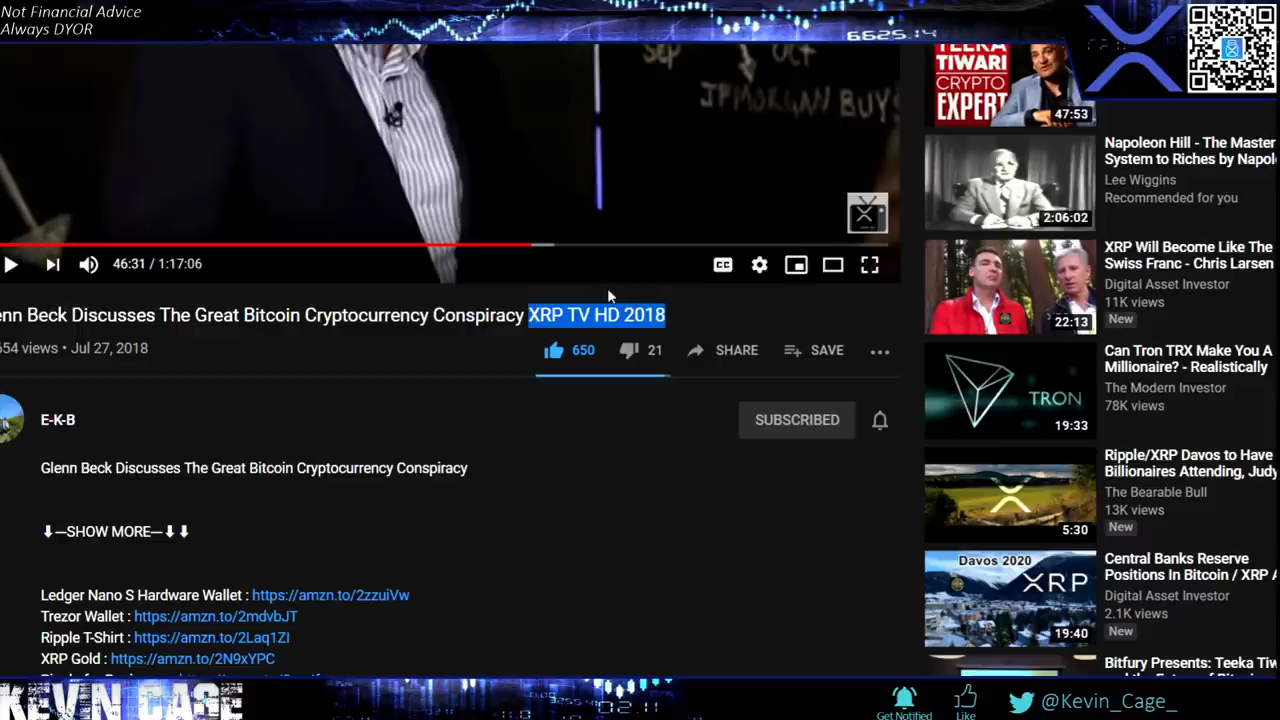 Not Financial Advice
Always DYOR
6625.14
Sep
Oct
JPMORGAN BUYS
46:31 / 1:17:06
CC
enn Beck Discusses The Great Bitcoin Cryptocurrency Conspiracy XRP TV HD 2018
654 views • Jul 27, 2018
650
21
SHARE
SAVE
E-K-B
SUBSCRIBED
Glenn Beck Discusses The Great Bitcoin Cryptocurrency Conspiracy
⬇—SHOW MORE—⬇⬇
Ledger Nano S Hardware Wallet : https://amzn.to/2zzuiVw
Trezor Wallet : https://amzn.to/2mdvbJT
Ripple T-Shirt : https://amzn.to/2Laq1ZI
XRP Gold : https://amzn.to/2N9xYPC
TEEKA
TIWARI
CRYPTO
EXPERT
47:53
Napoleon Hill - The Master
System to Riches by Napol
Lee Wiggins
Recommended for you
2:06:02
XRP Will Become Like The
Swiss Franc - Chris Larsen
Digital Asset Investor
11K views
New
22:13
Can Tron TRX Make You A
Millionaire? - Realistically
The Modern Investor
78K views
TRON
19:33
Ripple/XRP Davos to Have
Billionaires Attending, Judy
The Bearable Bull
13K views
New
5:30
Central Banks Reserve
Positions In Bitcoin / XRP A
Digital Asset Investor
2.1K views
New
Davos 2020
XRP
19:40
Bitfury Presents: Teeka Tiw
KEVIN CAGE
Get Notified
Like
@Kevin_Cage_